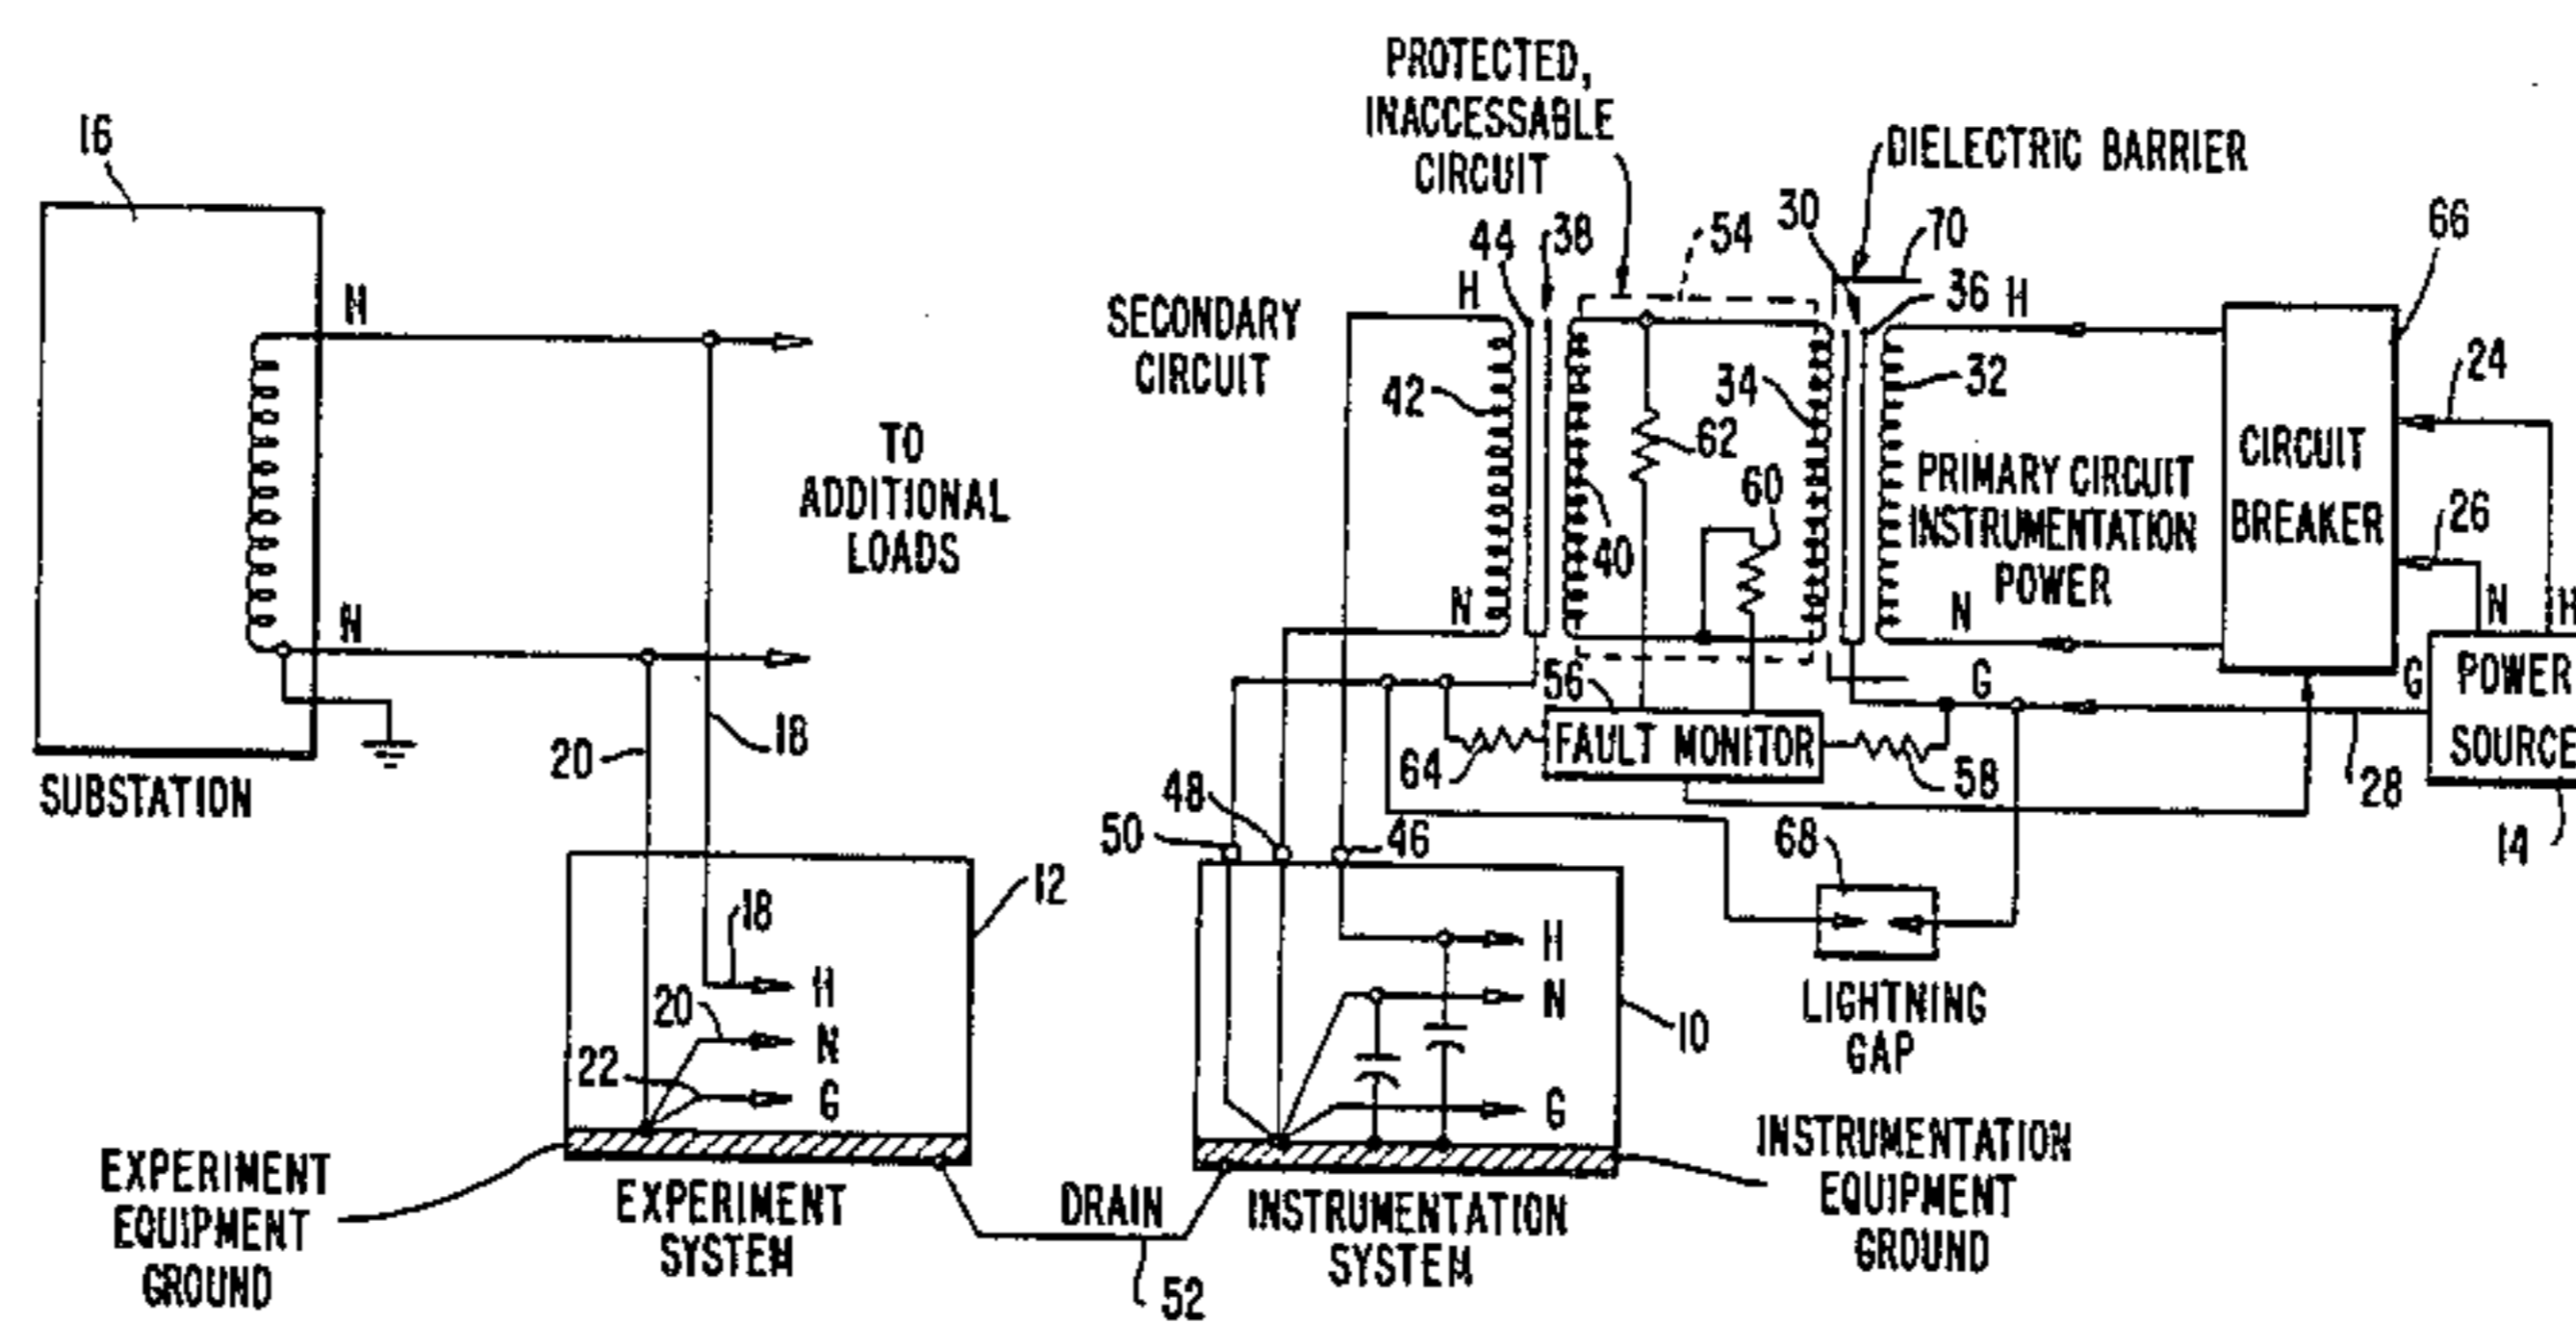 16
SUBSTATION
H
N
TO
ADDITIONAL
LOADS
20
18
12
18
H
20
N
22
G
EXPERIMENT
EQUIPMENT
GROUND
EXPERIMENT
SYSTEM
DRAIN
52
PROTECTED,
INACCESSABLE
CIRCUIT
DIELECTRIC BARRIER
SECONDARY
CIRCUIT
H
44
38
54
30
70
36
H
66
42
62
34
32
24
60
40
PRIMARY CIRCUIT
INSTRUMENTATION
POWER
CIRCUIT
BREAKER
26
N
N
N
H
G
G
POWER
SOURCE
56
FAULT MONITOR
64
58
28
14
50
48
46
68
LIGHTNING
GAP
H
N
G
10
INSTRUMENTATION
SYSTEM
INSTRUMENTATION
EQUIPMENT
GROUND